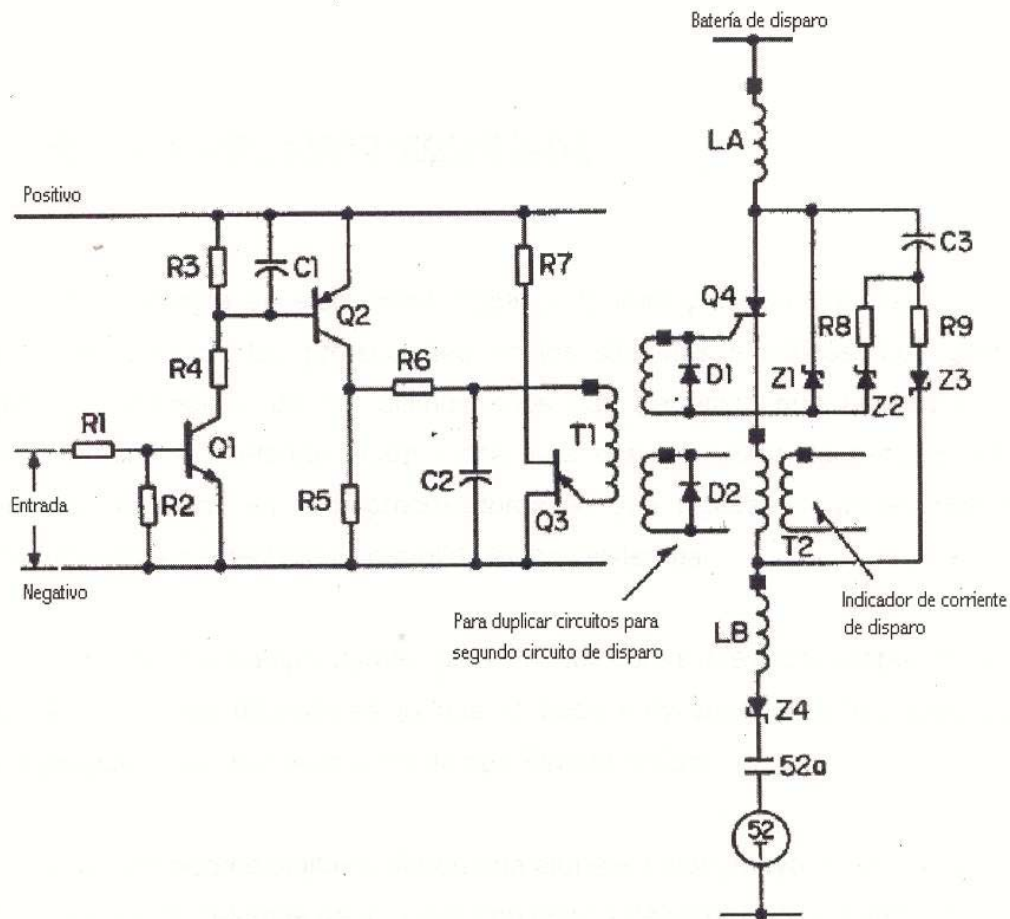 Batería de disparo
LA
Positivo
R3
C1
R7
C3
Q2
Q4
R8
R9
R4
R6
D1
Z1
Z2
Z3
R1
Q1
T1
Entrada
R2
R5
C2
Q3
D2
T2
Negativo
Para duplicar circuitos para
segundo circuito de disparo
Indicador de corriente
de disparo
LB
Z4
52a
52
T